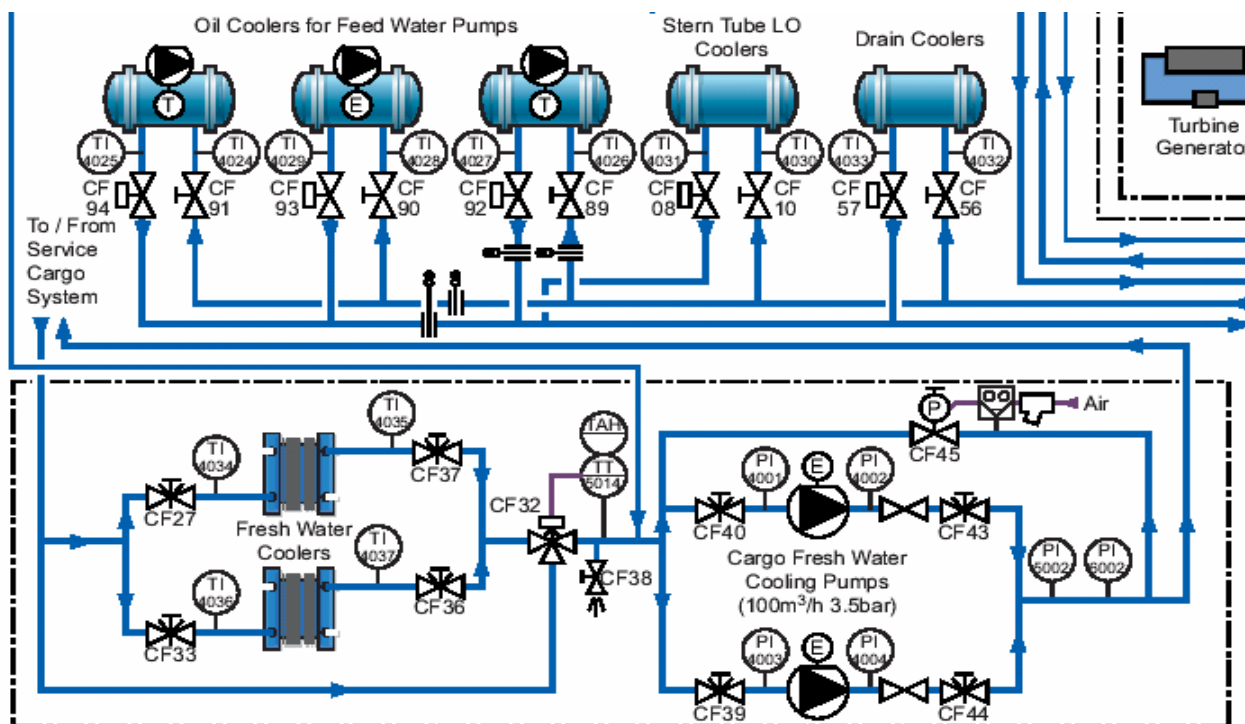 Oil Coolers for Feed Water Pumps
Stern Tube LO
Coolers
Drain Coolers
T
E
T
TI
4025
TI
4024
TI
4029
TI
4028
TI
4027
TI
4026
TI
4031
TI
4030
TI
4033
TI
4032
Turbine
Generato
CF
94
CF
91
CF
93
CF
90
CF
92
CF
89
CF
08
CF
10
CF
57
CF
56
To / From
Service
Cargo
System
TI
4035
TAH
TT
5014
P
Air
TI
4034
CF37
CF45
PI
4001
E
PI
4002
CF27
CF32
Fresh Water
Coolers
TI
4037
CF40
CF43
Cargo Fresh Water
Cooling Pumps
(100m³/h 3.5bar)
PI
5002
PI
6002
TI
4036
CF36
CF38
CF33
PI
4003
E
PI
4004
CF39
CF44